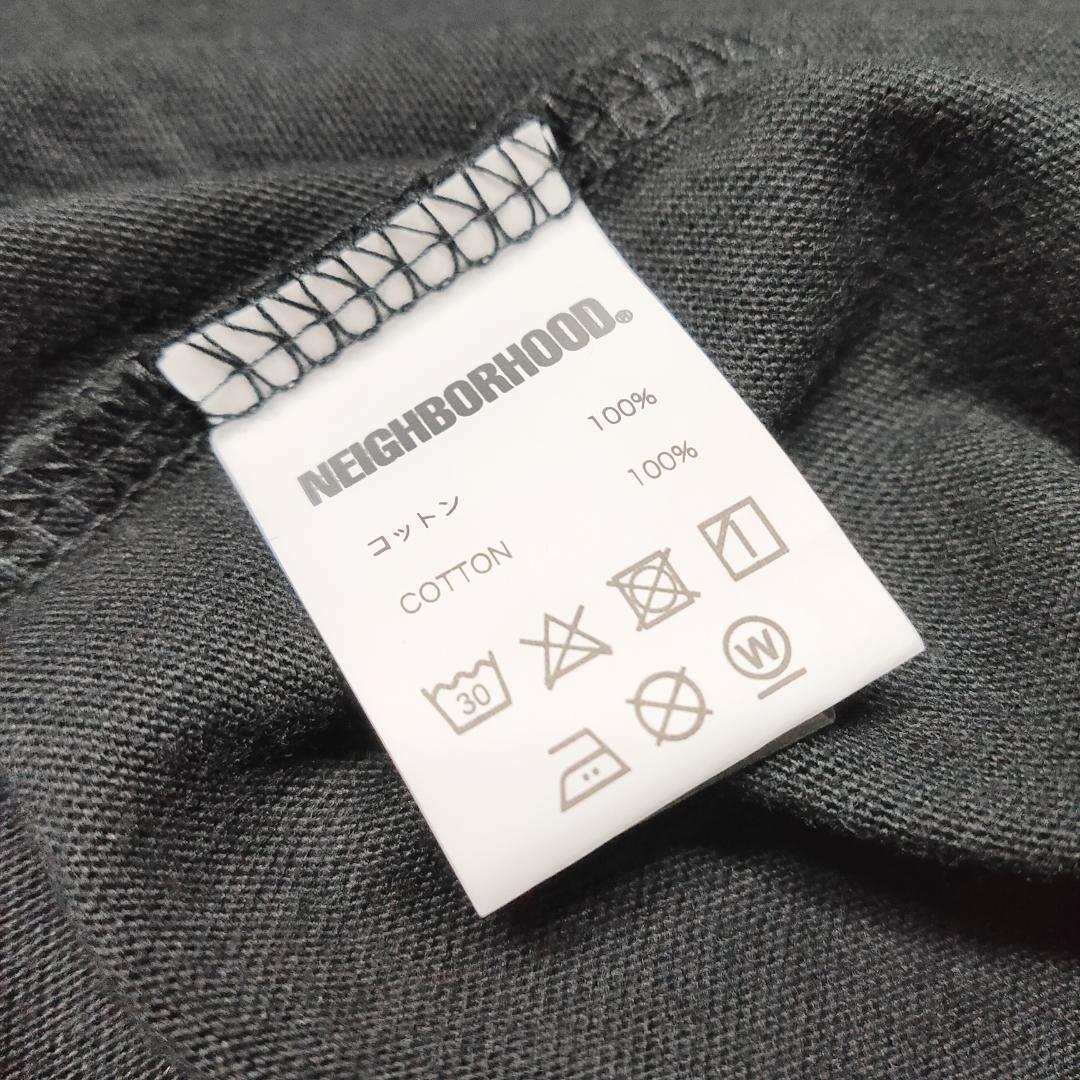 NEIGHBORHOOD®
コットン 100%
COTTON 100%
30
W